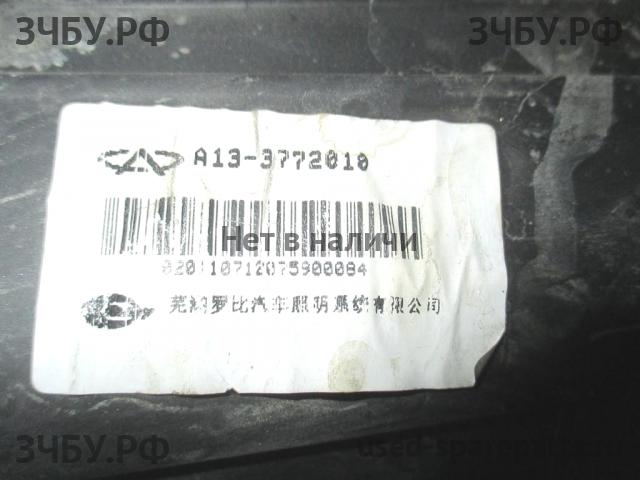 ЗЧБУ.РФ ЗЧБУ.РФ
A13-3772010
Нет в наличи
020110712075900084
芜湖罗比汽车照明系统有限公司
ЗЧБУ.РФ